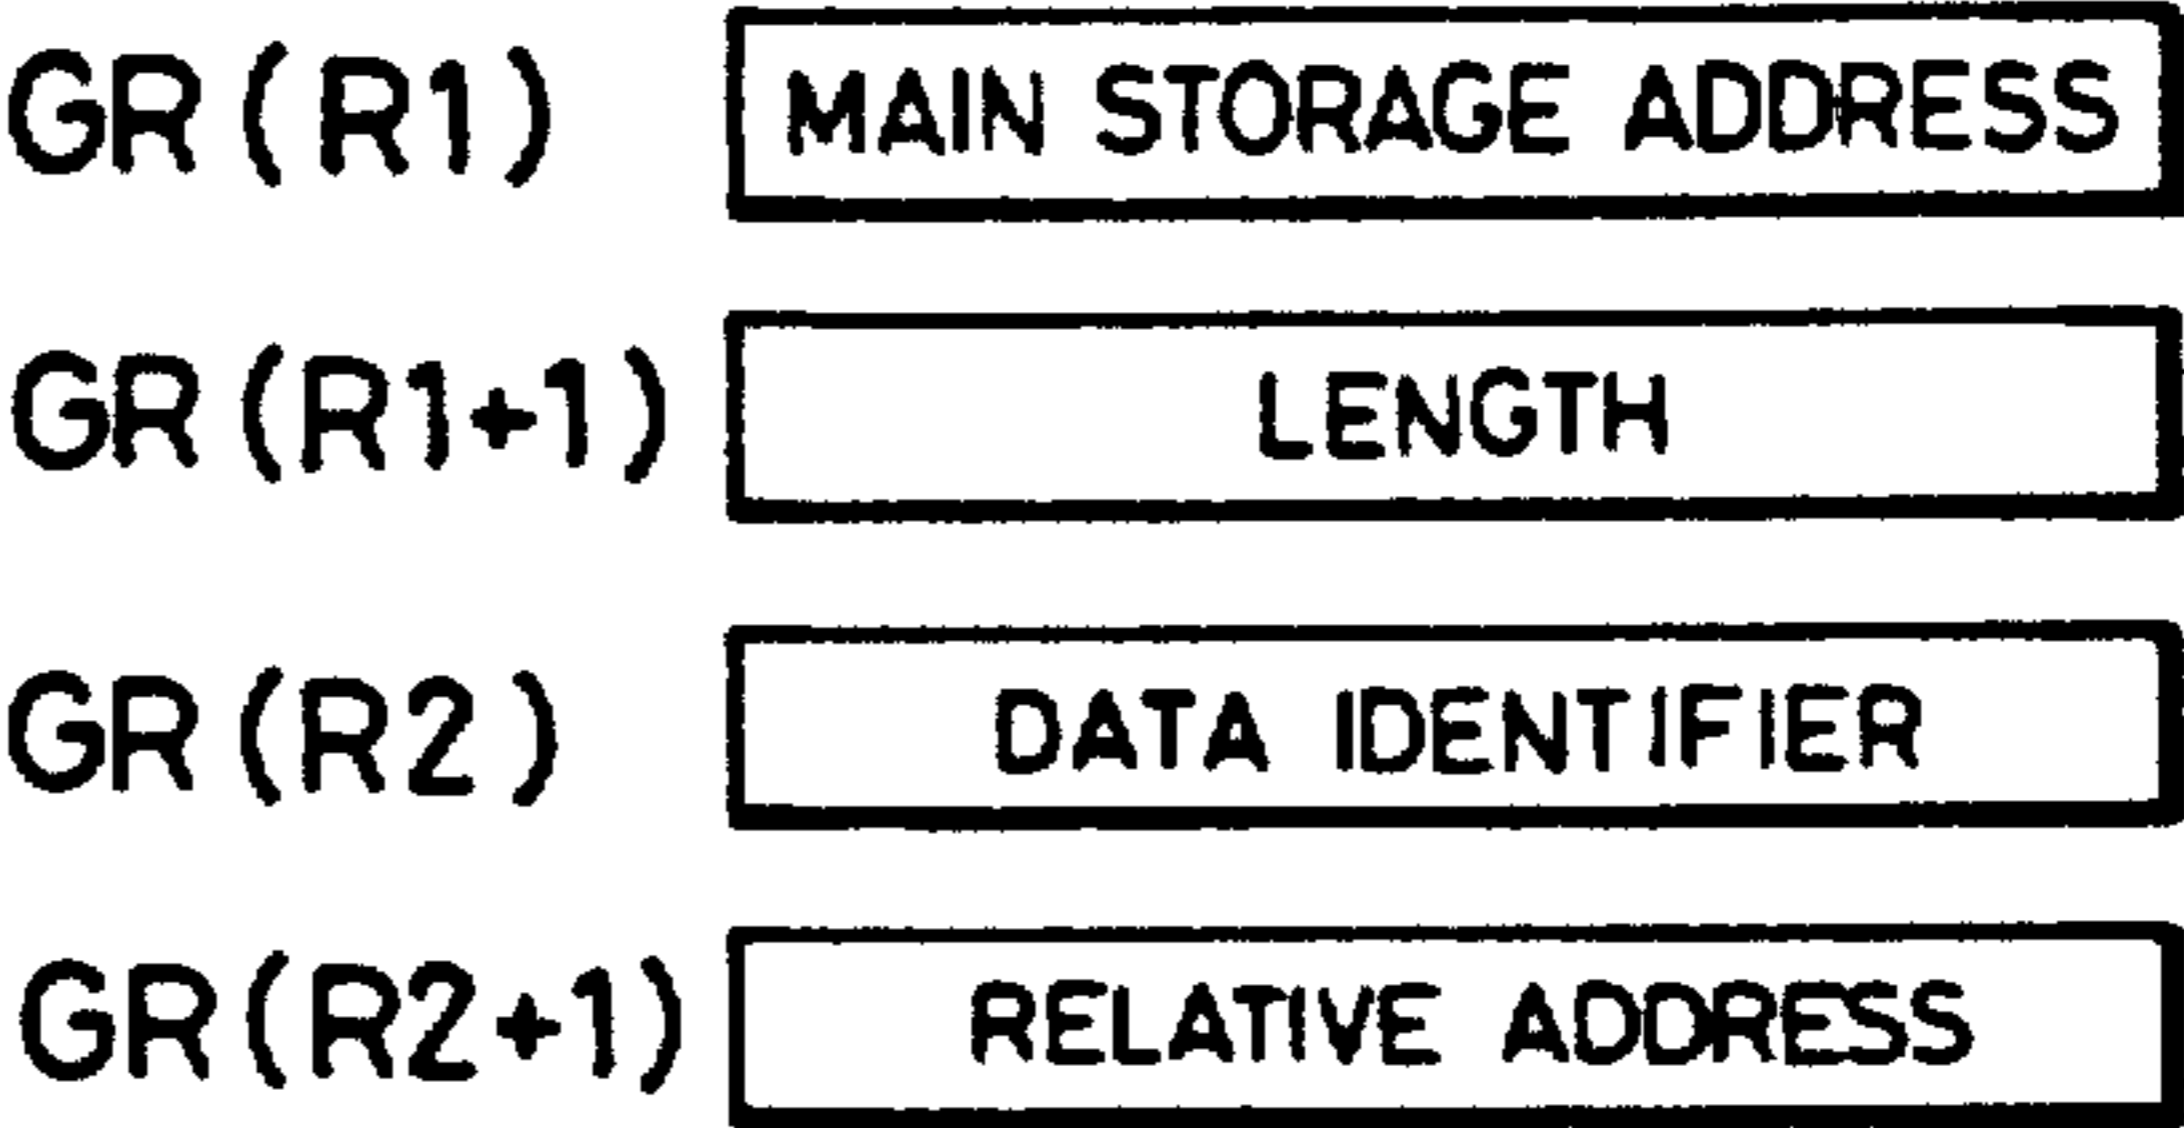 GR(R1) MAIN STORAGE ADDRESS
GR(R1+1) LENGTH
GR(R2) DATA IDENTIFIER
GR(R2+1) RELATIVE ADDRESS